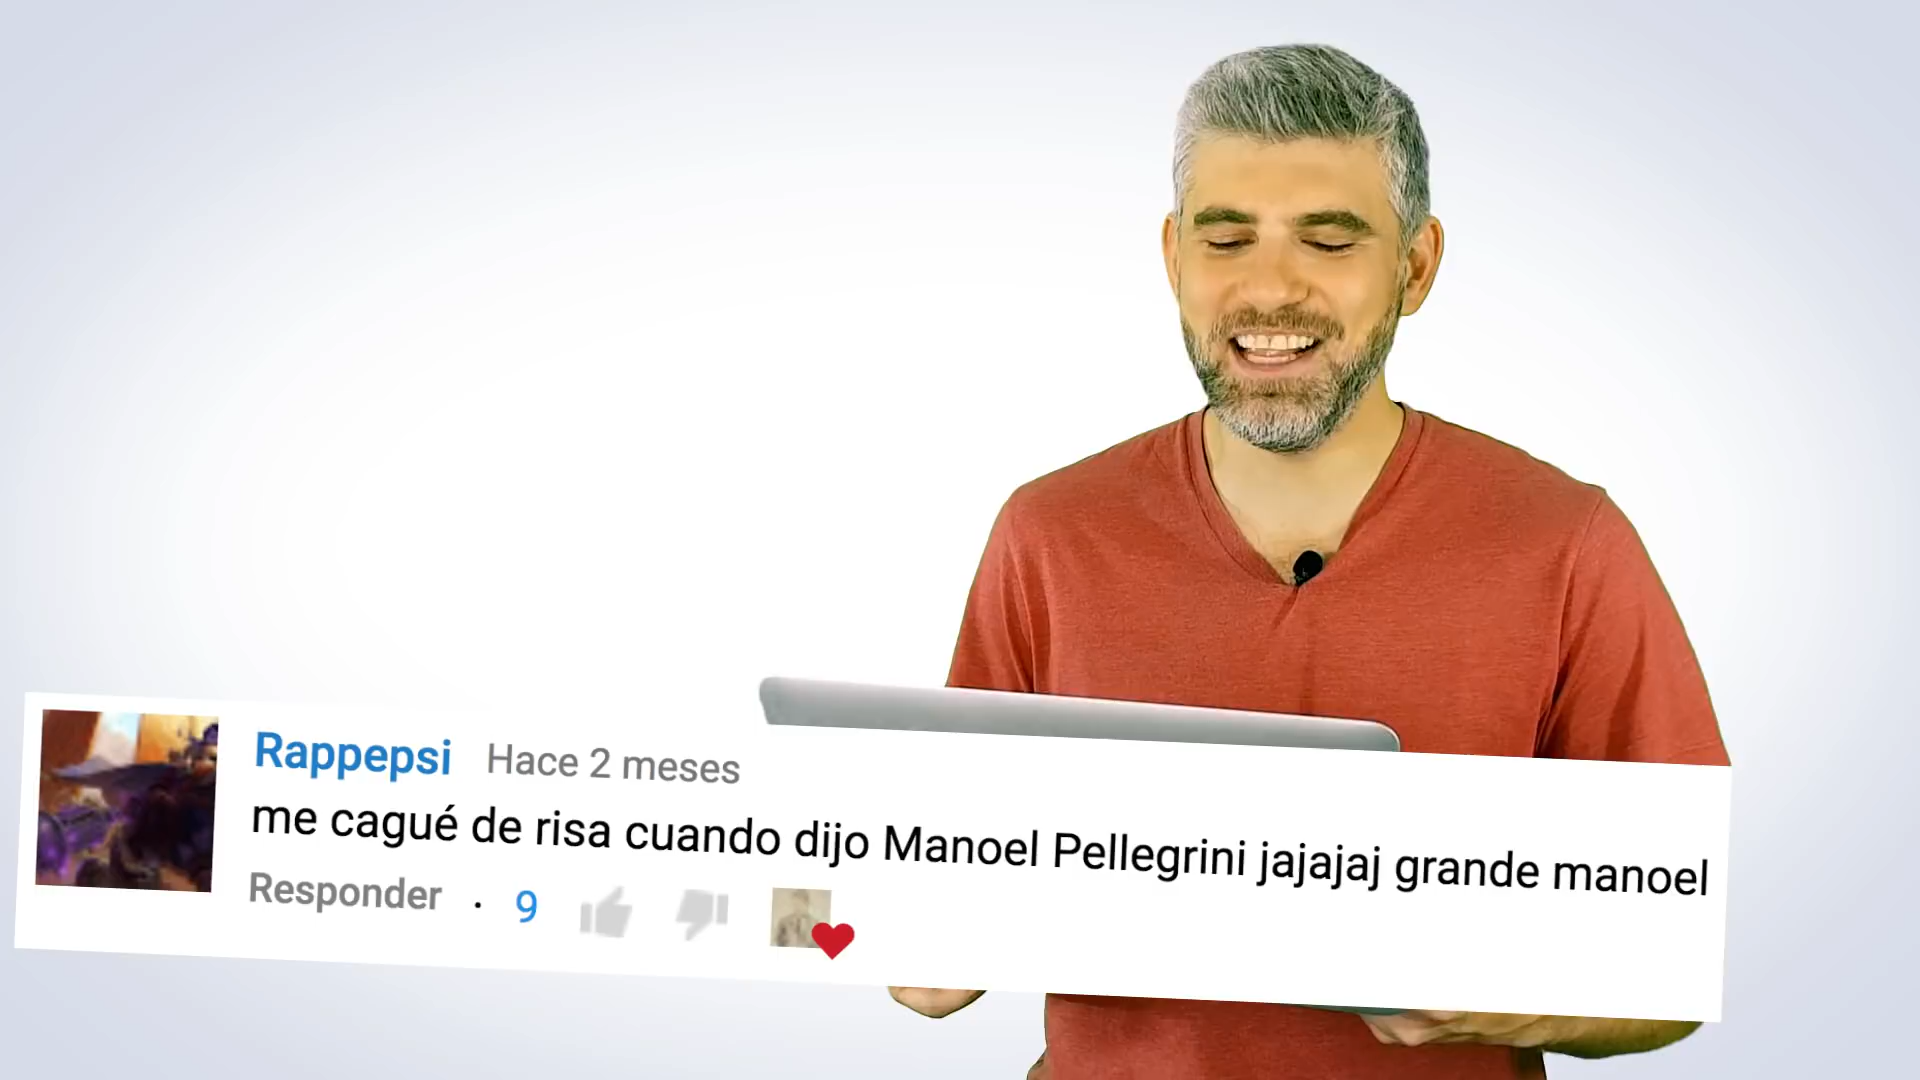 Rappepsi Hace 2 meses
me cagué de risa cuando dijo Manoel Pellegrini jajajaj grande manoel
Responder · 9